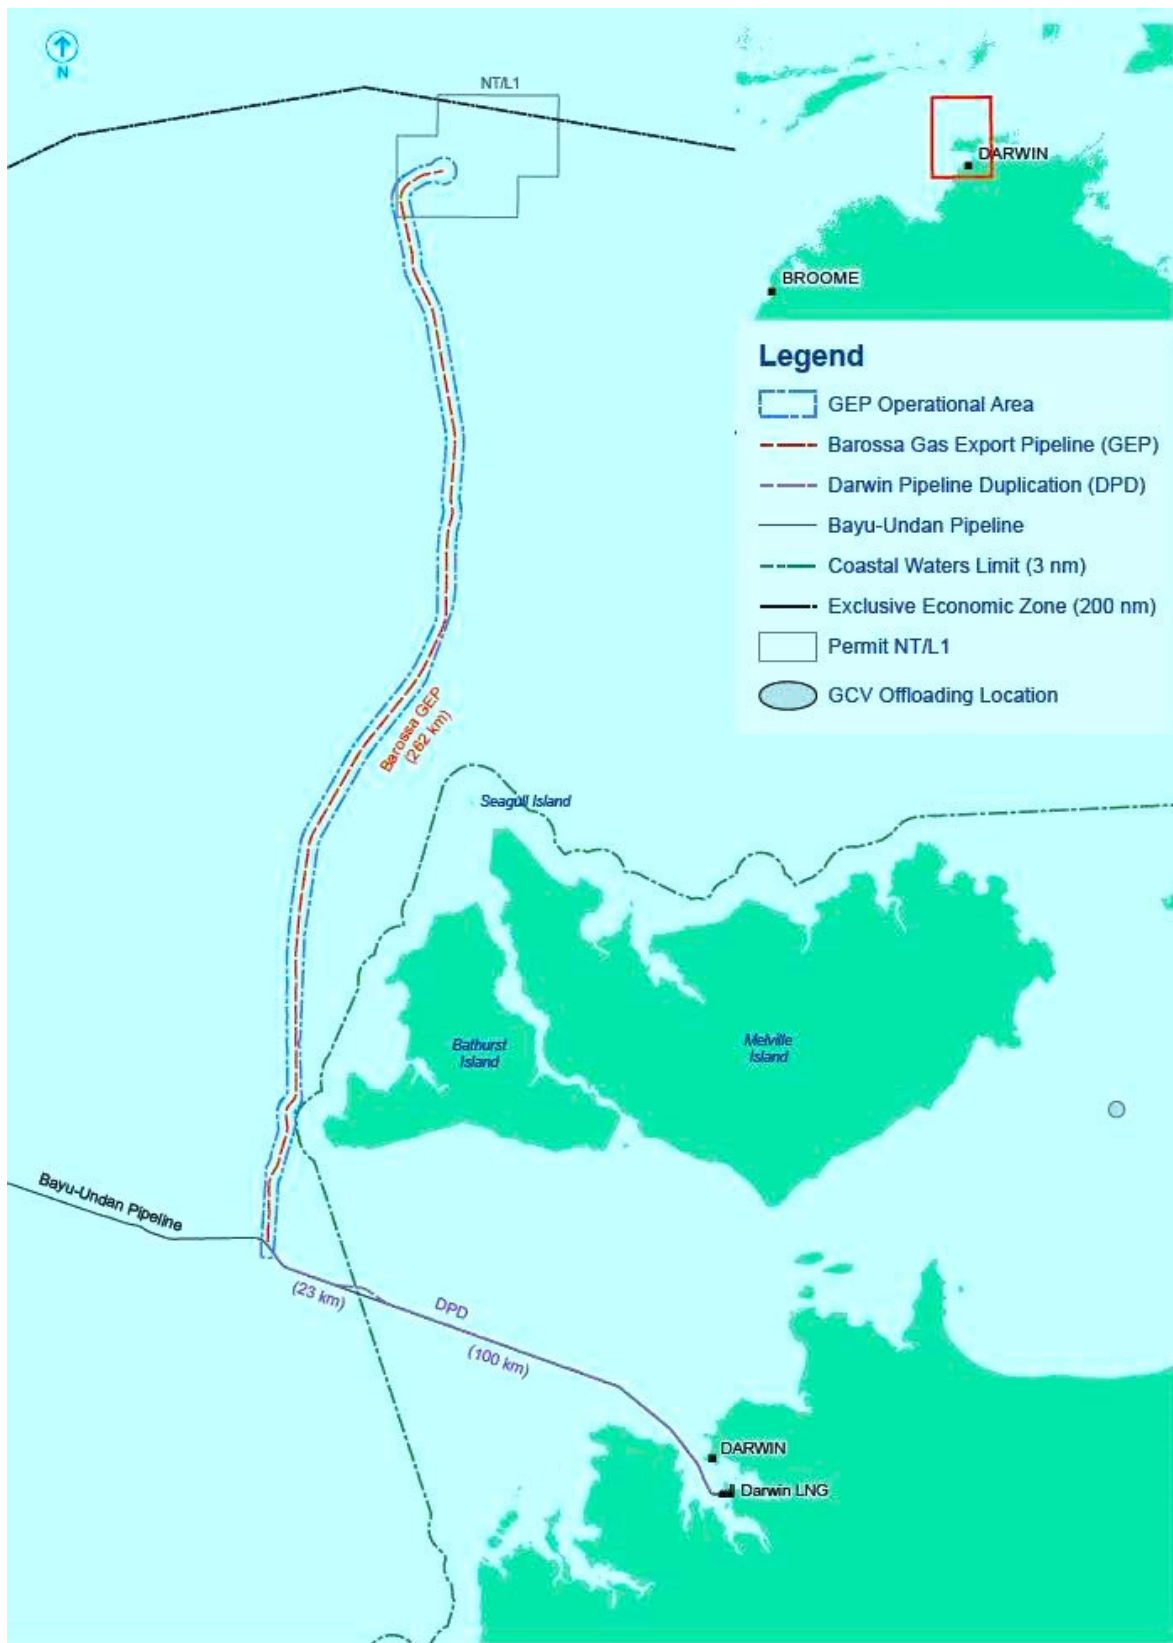 N
NT/L1
DARWIN
BROOME
Legend
GEP Operational Area
Barossa Gas Export Pipeline (GEP)
Darwin Pipeline Duplication (DPD)
Bayu-Undan Pipeline
Coastal Waters Limit (3 nm)
Exclusive Economic Zone (200 nm)
Permit NT/L1
GCV Offloading Location
Barossa GEP
(262 km)
Seagull Island
Bathurst
Island
Melville
Island
Bayu-Undan Pipeline
(23 km)
DPD
(100 km)
DARWIN
Darwin LNG